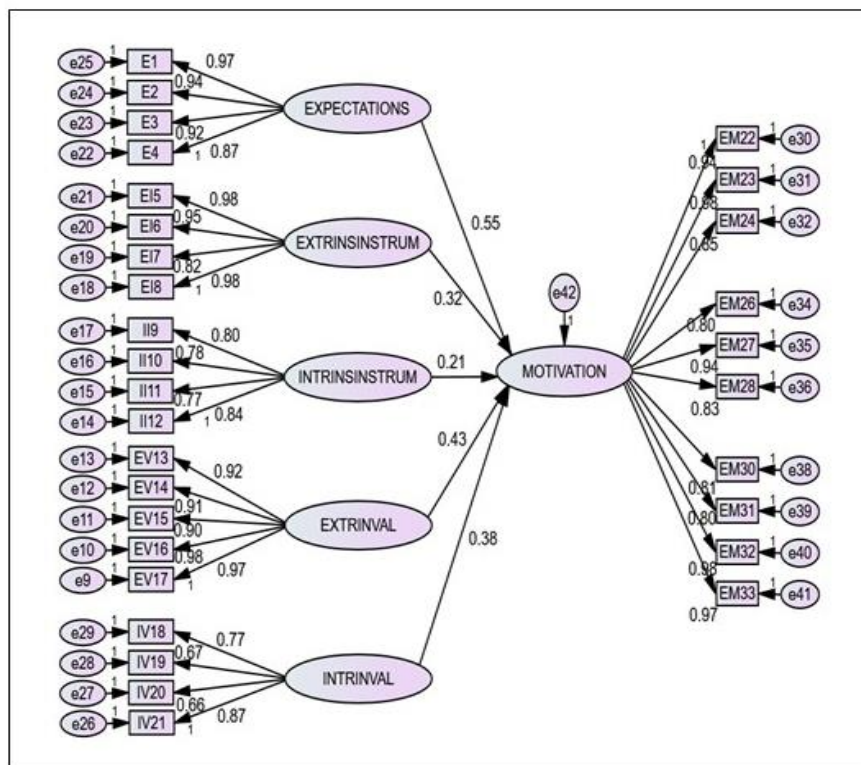 e25 1 E1 0.97
e24 1 E2 0.94
e23 1 E3 0.92
e22 1 E4 1 0.87
EXPECTATIONS
e21 1 EI5 0.98
e20 1 EI6 0.95
e19 1 EI7 0.82
e18 1 EI8 1 0.98
EXTRINSINSTRUM
e17 1 II9 0.80
e16 1 II10 0.78
e15 1 II11 0.77
e14 1 II12 1 0.84
INTRINSINSTRUM
e13 1 EV13 0.92
e12 1 EV14 0.91
e11 1 EV15 0.90
e10 1 EV16 0.98
e9 1 EV17 1 0.97
EXTRINVAL
e29 1 IV18 0.77
e28 1 IV19 0.67
e27 1 IV20 0.66
e26 1 IV21 1 0.87
INTRINVAL
0.55
0.32
0.21
0.43
0.38
e42
1
MOTIVATION
1 EM22 1 e30
0.94
EM23 1 e31
0.98
EM24 1 e32
0.85
EM26 1 e34
0.80
EM27 1 e35
0.94
EM28 1 e36
0.83
EM30 1 e38
0.81
EM31 1 e39
0.80
EM32 1 e40
0.98
EM33 1 e41
0.97